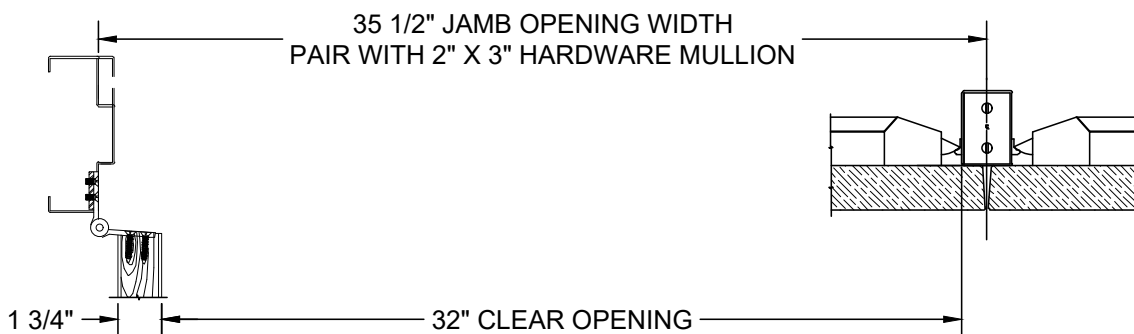 35 1/2" JAMB OPENING WIDTH
PAIR WITH 2" X 3" HARDWARE MULLION
1 3/4"
32" CLEAR OPENING